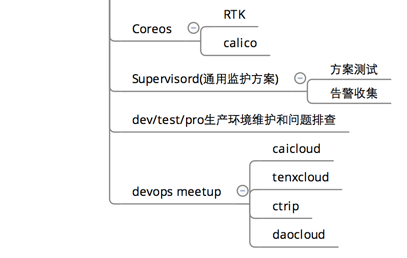 RTK
Coreos
calico
方案测试
Supervisord(通用监护方案)
告警收集
dev/test/pro生产环境维护和问题排查
caicloud
tenxcloud
devops meetup
ctrip
daocloud